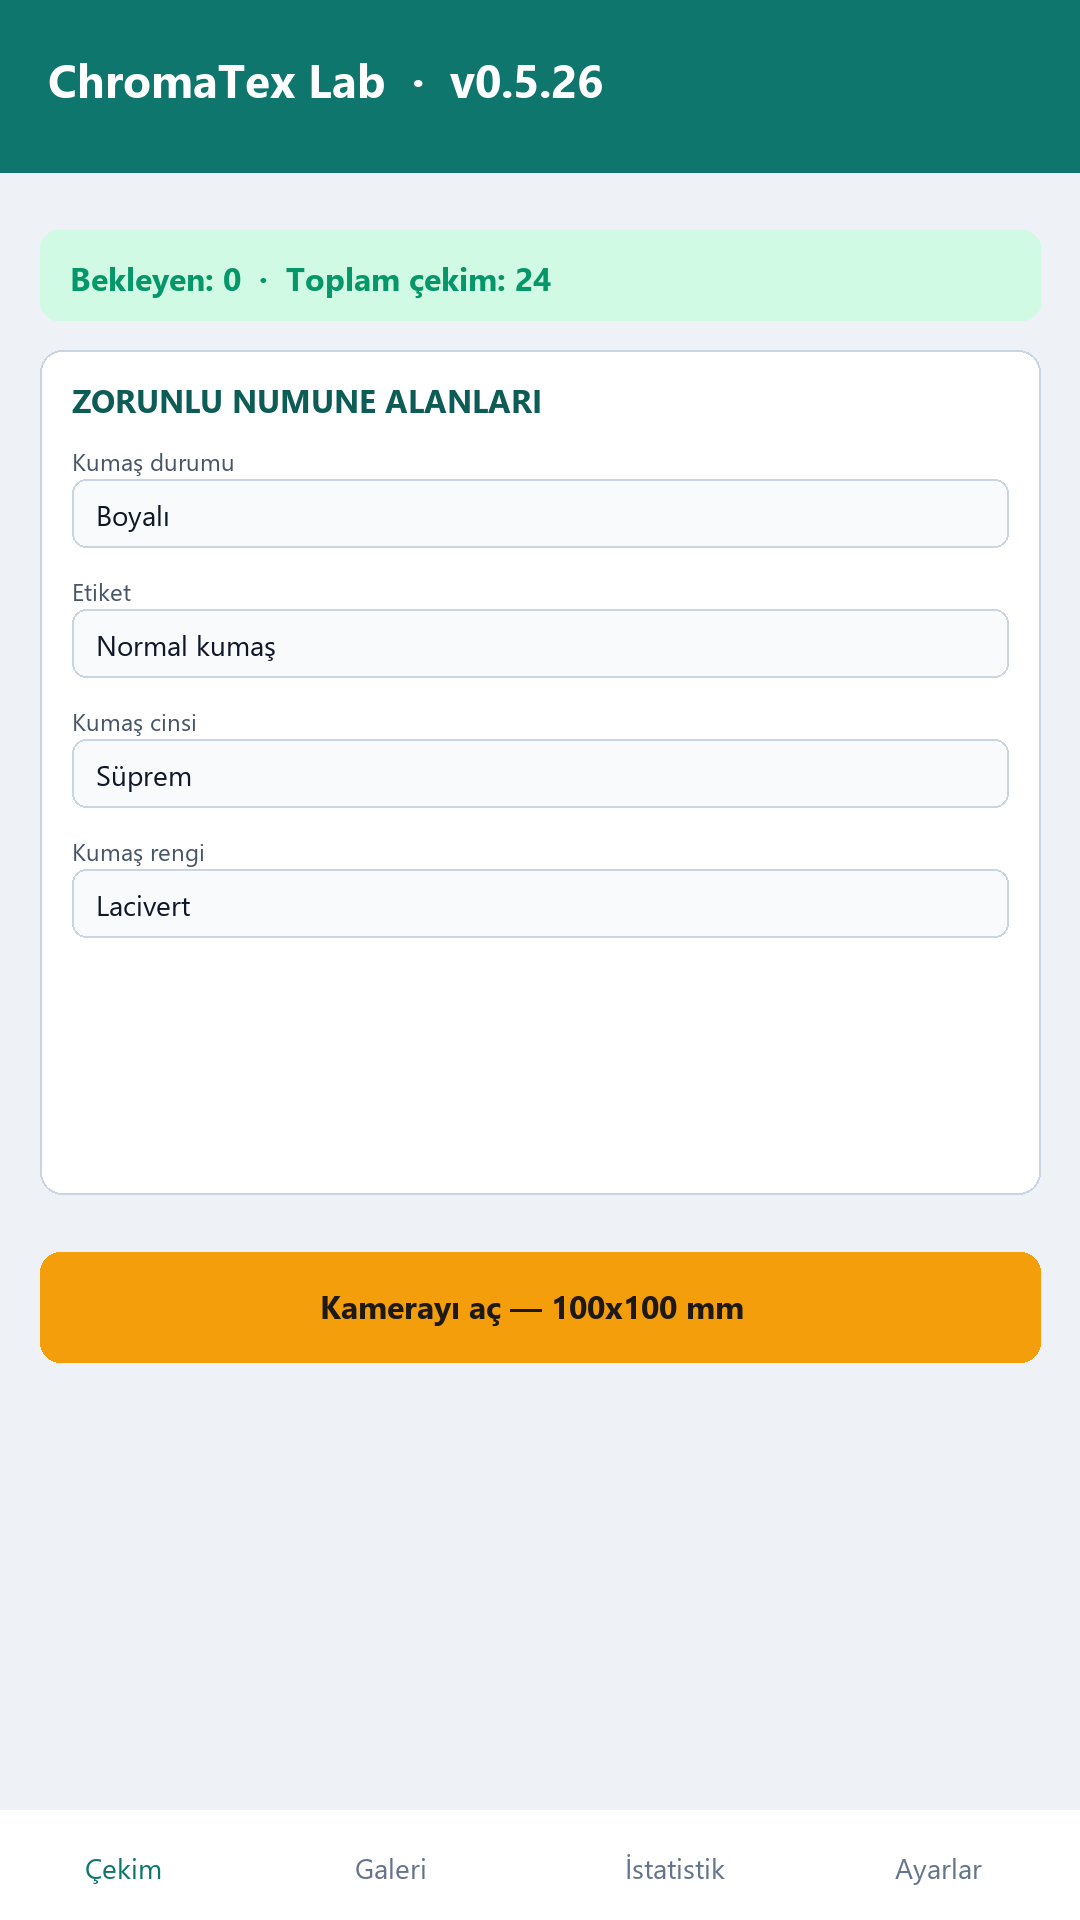 ChromaTex Lab · v0.5.26
Bekleyen: 0 · Toplam çekim: 24
ZORUNLU NUMUNE ALANLARI
Kumaş durumu
Boyalı
Etiket
Normal kumaş
Kumaş cinsi
Süprem
Kumaş rengi
Lacivert
Kamerayı aç — 100x100 mm
Çekim Galeri İstatistik Ayarlar